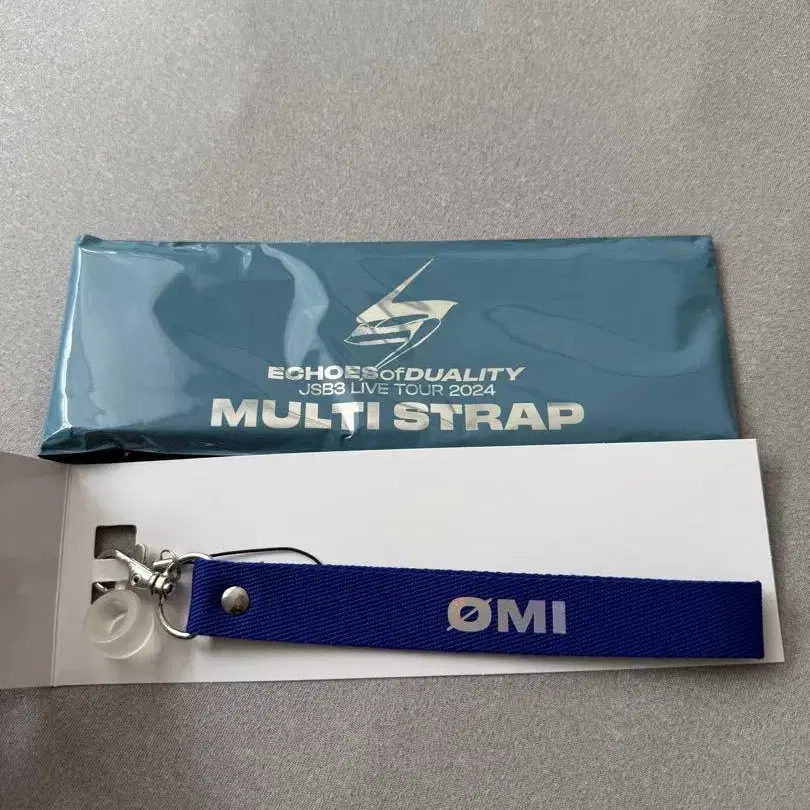 ECHOESofDUALITY
JSB3 LIVE TOUR 2024
MULTI STRAP
ØMI